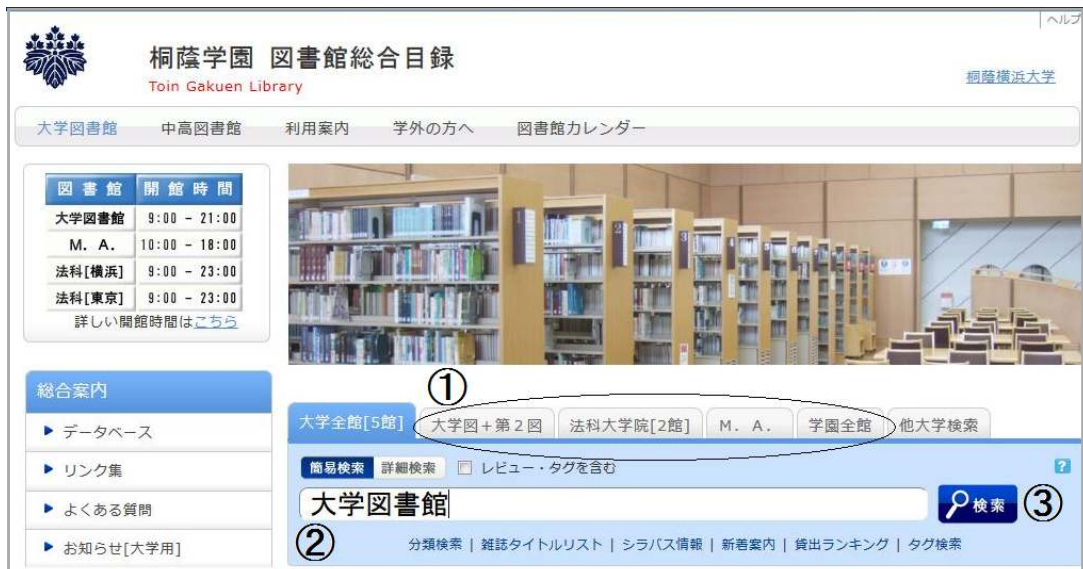 ヘルプ
桐蔭学園 図書館総合目録
Toin Gakuen Library
桐蔭横浜大学
大学図書館 中高図書館 利用案内 学外の方へ 図書館カレンダー
図書館 開館時間
大学図書館 9:00 - 21:00
M. A. 10:00 - 18:00
法科[横浜] 9:00 - 23:00
法科[東京] 9:00 - 23:00
詳しい開館時間はこちら
総合案内
データベース
リンク集
よくある質問
お知らせ[大学用]
①
大学全館[5館] 大学図+第2図 法科大学院[2館] M. A. 学園全館 他大学検索
簡易検索 詳細検索 レビュー・タグを含む ?
大学図書館 検索 ③
② 分類検索 | 雑誌タイトルリスト | シラバス情報 | 新着案内 | 貸出ランキング | タグ検索